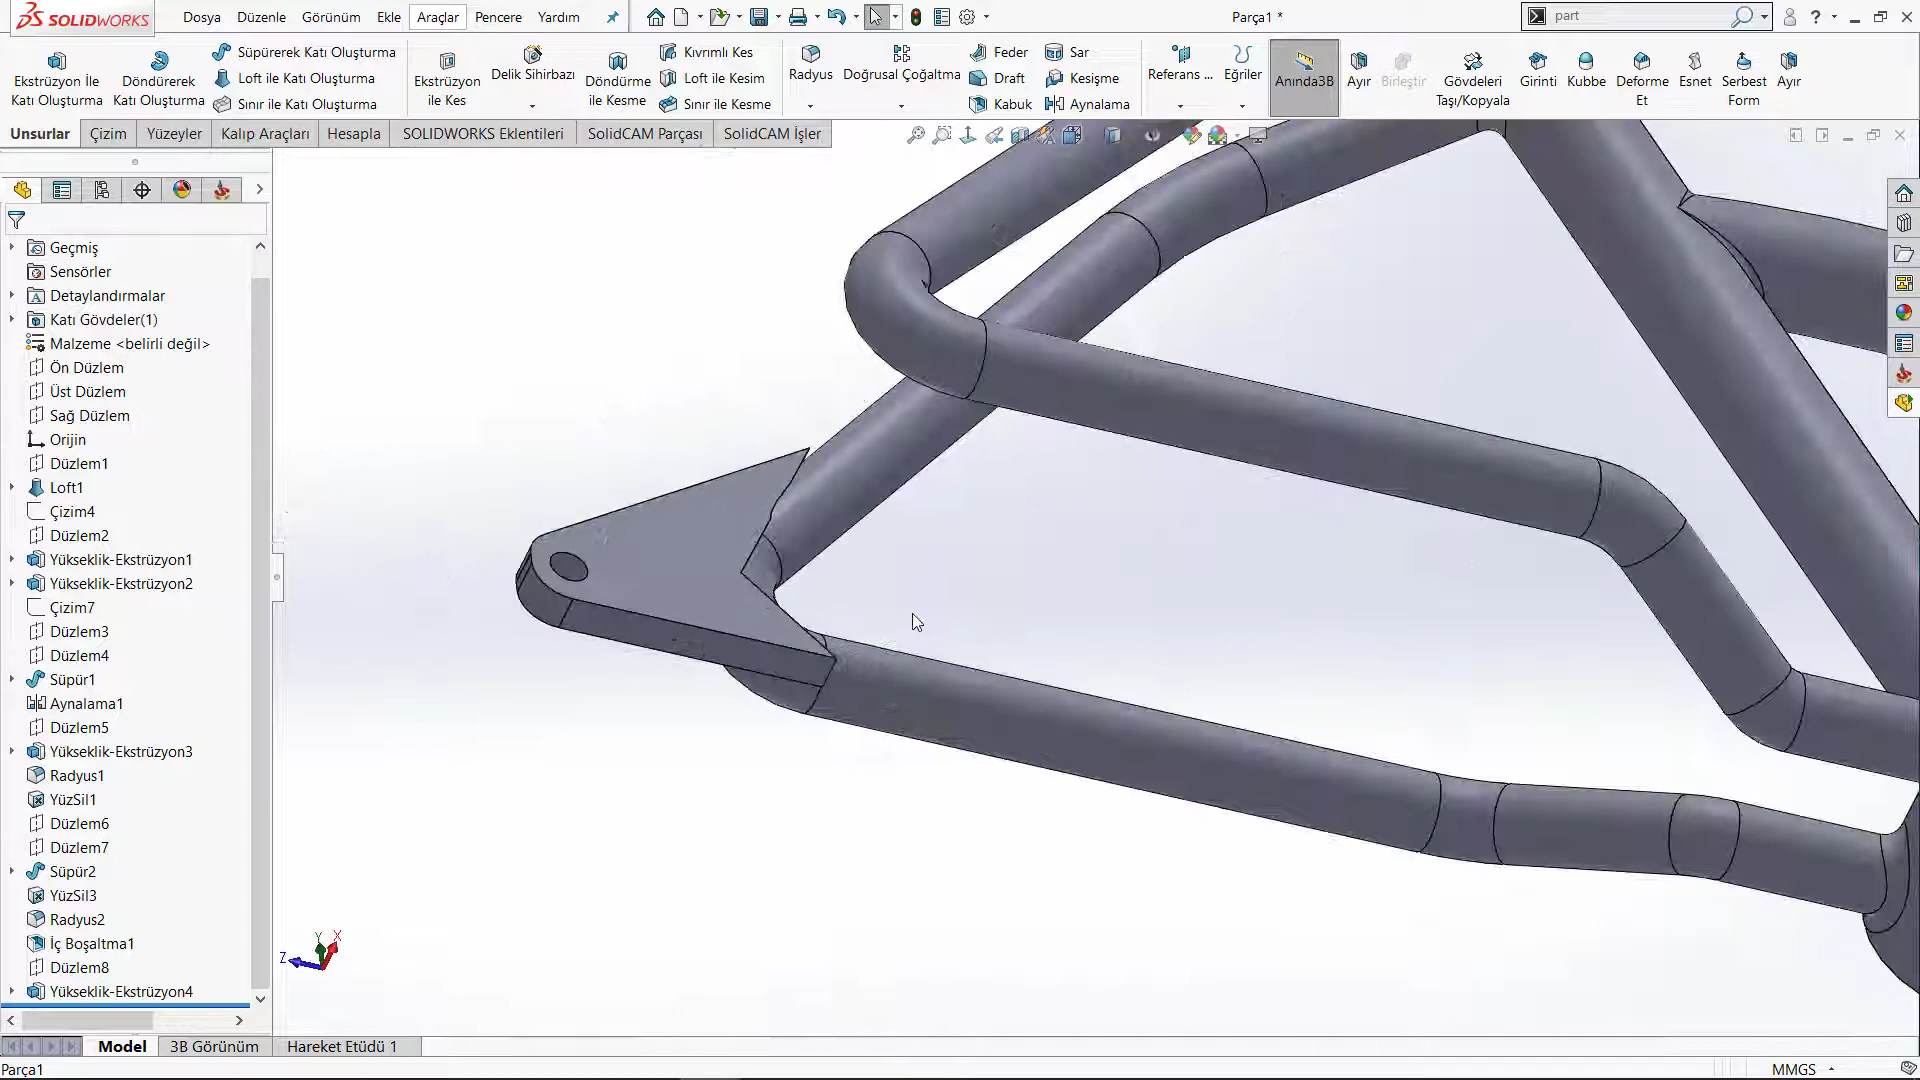 SOLIDWORKS Dosya Düzenle Görünüm Ekle Araçlar Pencere Yardım Parça1 * part
Ekstrüzyon İle Katı Oluşturma
Döndürerek Katı Oluşturma
Süpürerek Katı Oluşturma
Loft ile Katı Oluşturma
Sınır ile Katı Oluşturma
Ekstrüzyon ile Kes
Delik Sihirbazı
Döndürme ile Kesme
Kıvrımlı Kes
Loft ile Kesim
Sınır ile Kesme
Radyus
Doğrusal Çoğaltma
Feder
Draft
Kabuk
Sar
Kesişme
Aynalama
Referans ...
Eğriler
Anında3B
Ayır
Birleştir
Gövdeleri Taşı/Kopyala
Girinti
Kubbe
Deforme Et
Esnet
Serbest Form
Ayır
Unsurlar Çizim Yüzeyler Kalıp Araçları Hesapla SOLIDWORKS Eklentileri SolidCAM Parçası SolidCAM İşler
Geçmiş
Sensörler
Detaylandırmalar
Katı Gövdeler(1)
Malzeme <belirli değil>
Ön Düzlem
Üst Düzlem
Sağ Düzlem
Orijin
Düzlem1
Loft1
Çizim4
Düzlem2
Yükseklik-Ekstrüzyon1
Yükseklik-Ekstrüzyon2
Çizim7
Düzlem3
Düzlem4
Süpür1
Aynalama1
Düzlem5
Yükseklik-Ekstrüzyon3
Radyus1
YüzSil1
Düzlem6
Düzlem7
Süpür2
YüzSil3
Radyus2
İç Boşaltma1
Düzlem8
Yükseklik-Ekstrüzyon4
Y X
Z
Model 3B Görünüm Hareket Etüdü 1
Parça1 MMGS